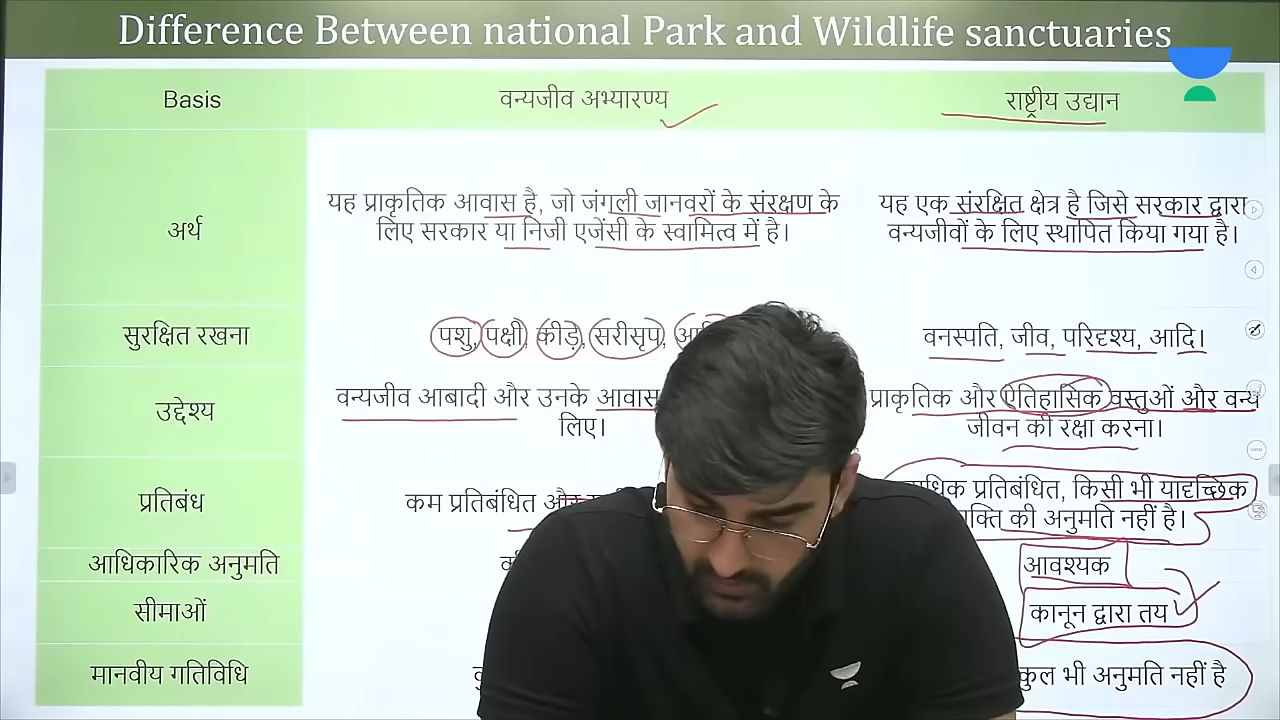 Difference Between national Park and Wildlife sanctuaries
Basis
वन्यजीव अभ्यारण्य
राष्ट्रीय उद्यान
अर्थ
यह प्राकृतिक आवास है, जो जंगली जानवरों के संरक्षण के
लिए सरकार या निजी एजेंसी के स्वामित्व में है।
यह एक संरक्षित क्षेत्र है जिसे सरकार द्वारा
वन्यजीवों के लिए स्थापित किया गया है।
सुरक्षित रखना
पशु, पक्षी, कीड़े, सरीसृप,
वनस्पति, जीव, परिदृश्य, आदि।
उद्देश्य
वन्यजीव आबादी और उनके आवास
लिए।
प्राकृतिक और ऐतिहासिक वस्तुओं और वन्य
जीवन की रक्षा करना।
प्रतिबंध
कम प्रतिबंधित और
प्रतिबंधित, किसी भी यादृच्छिक
की अनुमति नहीं है।
आधिकारिक अनुमति
आवश्यक
सीमाओं
कानून द्वारा तय
मानवीय गतिविधि
भी अनुमति नहीं है